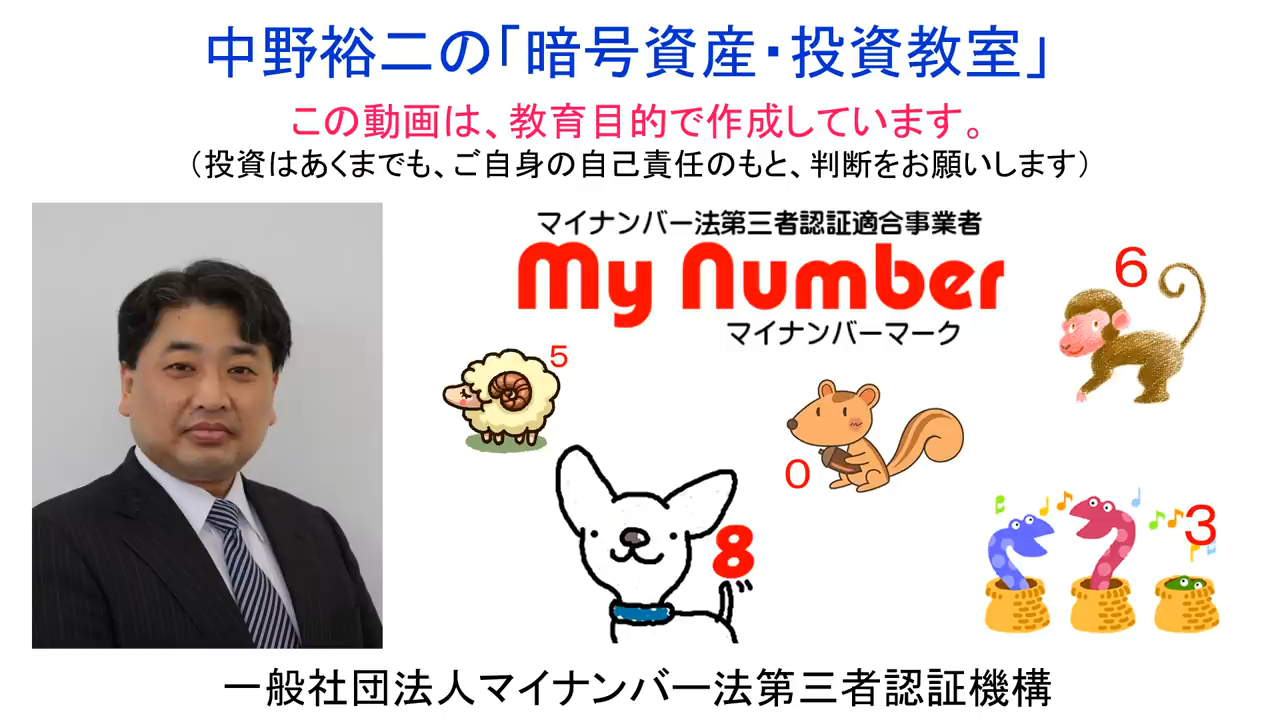 中野裕二の「暗号資産・投資教室」
この動画は、教育目的で作成しています。
（投資はあくまでも、ご自身の自己責任のもと、判断をお願いします）
マイナンバー法第三者認証適合事業者
My Number
マイナンバーマーク
6
5
0
8
3
一般社団法人マイナンバー法第三者認証機構